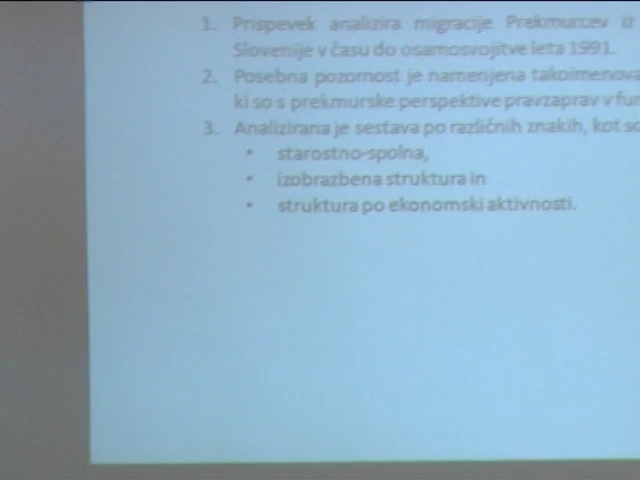 1. Prispevek analizira migracije Prekmurcev iz
Slovenije v času do osamosvojitve leta 1991.
2. Posebna pozornost je namenjena takoimenova
ki so s prekmurske perspektive pravzaprav v fun
3. Analizirana je sestava po različnih znakih, kot so
• starostno-spolna,
• izobrazbena struktura in
• struktura po ekonomski aktivnosti.